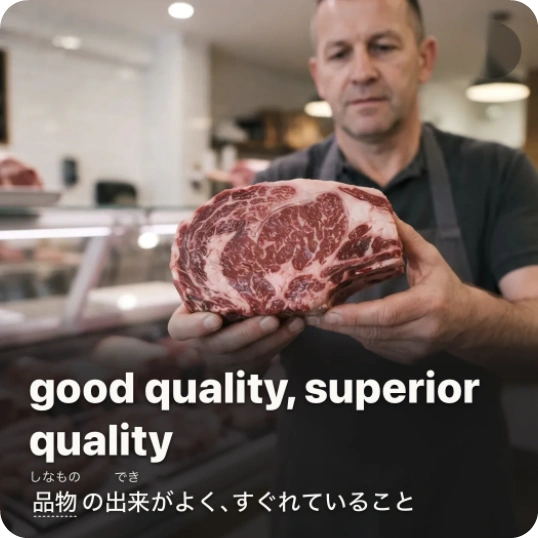 good quality, superior
quality
しなもの でき
品物の出来がよく、すぐれていること